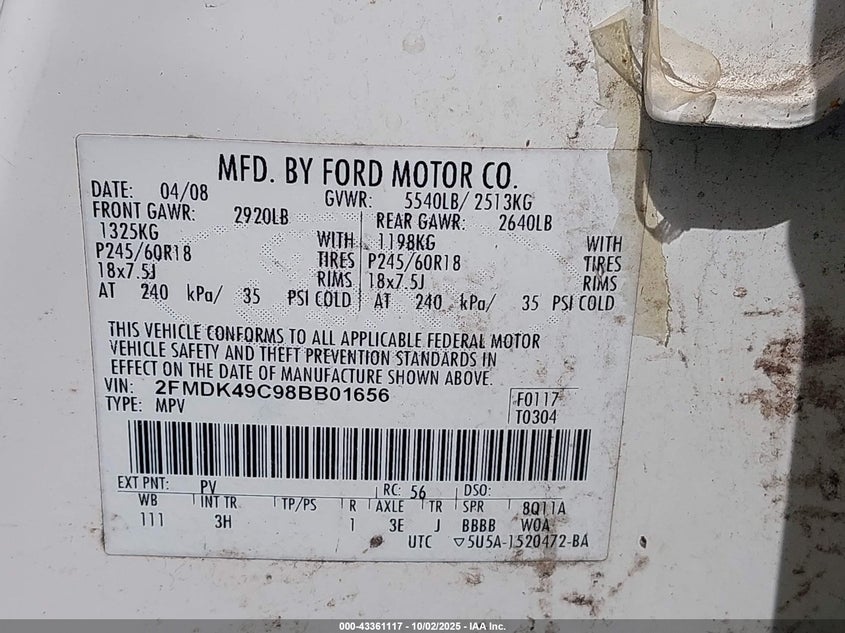 MFD. BY FORD MOTOR CO.
DATE: 04/08 GVWR: 5540LB/ 2513KG
FRONT GAWR: 2920LB REAR GAWR: 2640LB
1325KG WITH 1198KG WITH
P245/60R18 TIRES P245/60R18 TIRES
18x7.5J RIMS 18x7.5J RIMS
AT 240 kPa/ 35 PSI COLD AT 240 kPa/ 35 PSI COLD
THIS VEHICLE CONFORMS TO ALL APPLICABLE FEDERAL MOTOR
VEHICLE SAFETY AND THEFT PREVENTION STANDARDS IN
EFFECT ON THE DATE OF MANUFACTURE SHOWN ABOVE.
VIN: 2FMDK49C98BB01656 F0117
TYPE: MPV T0304
EXT PNT: PV RC: 56 DSO:
WB INT TR TP/PS R AXLE TR SPR 8Q11A
111 3H 1 3E J BBBB WOA
UTC ▽5U5A-1520472-BA
000-43361117 - 10/02/2025 - IAA Inc.